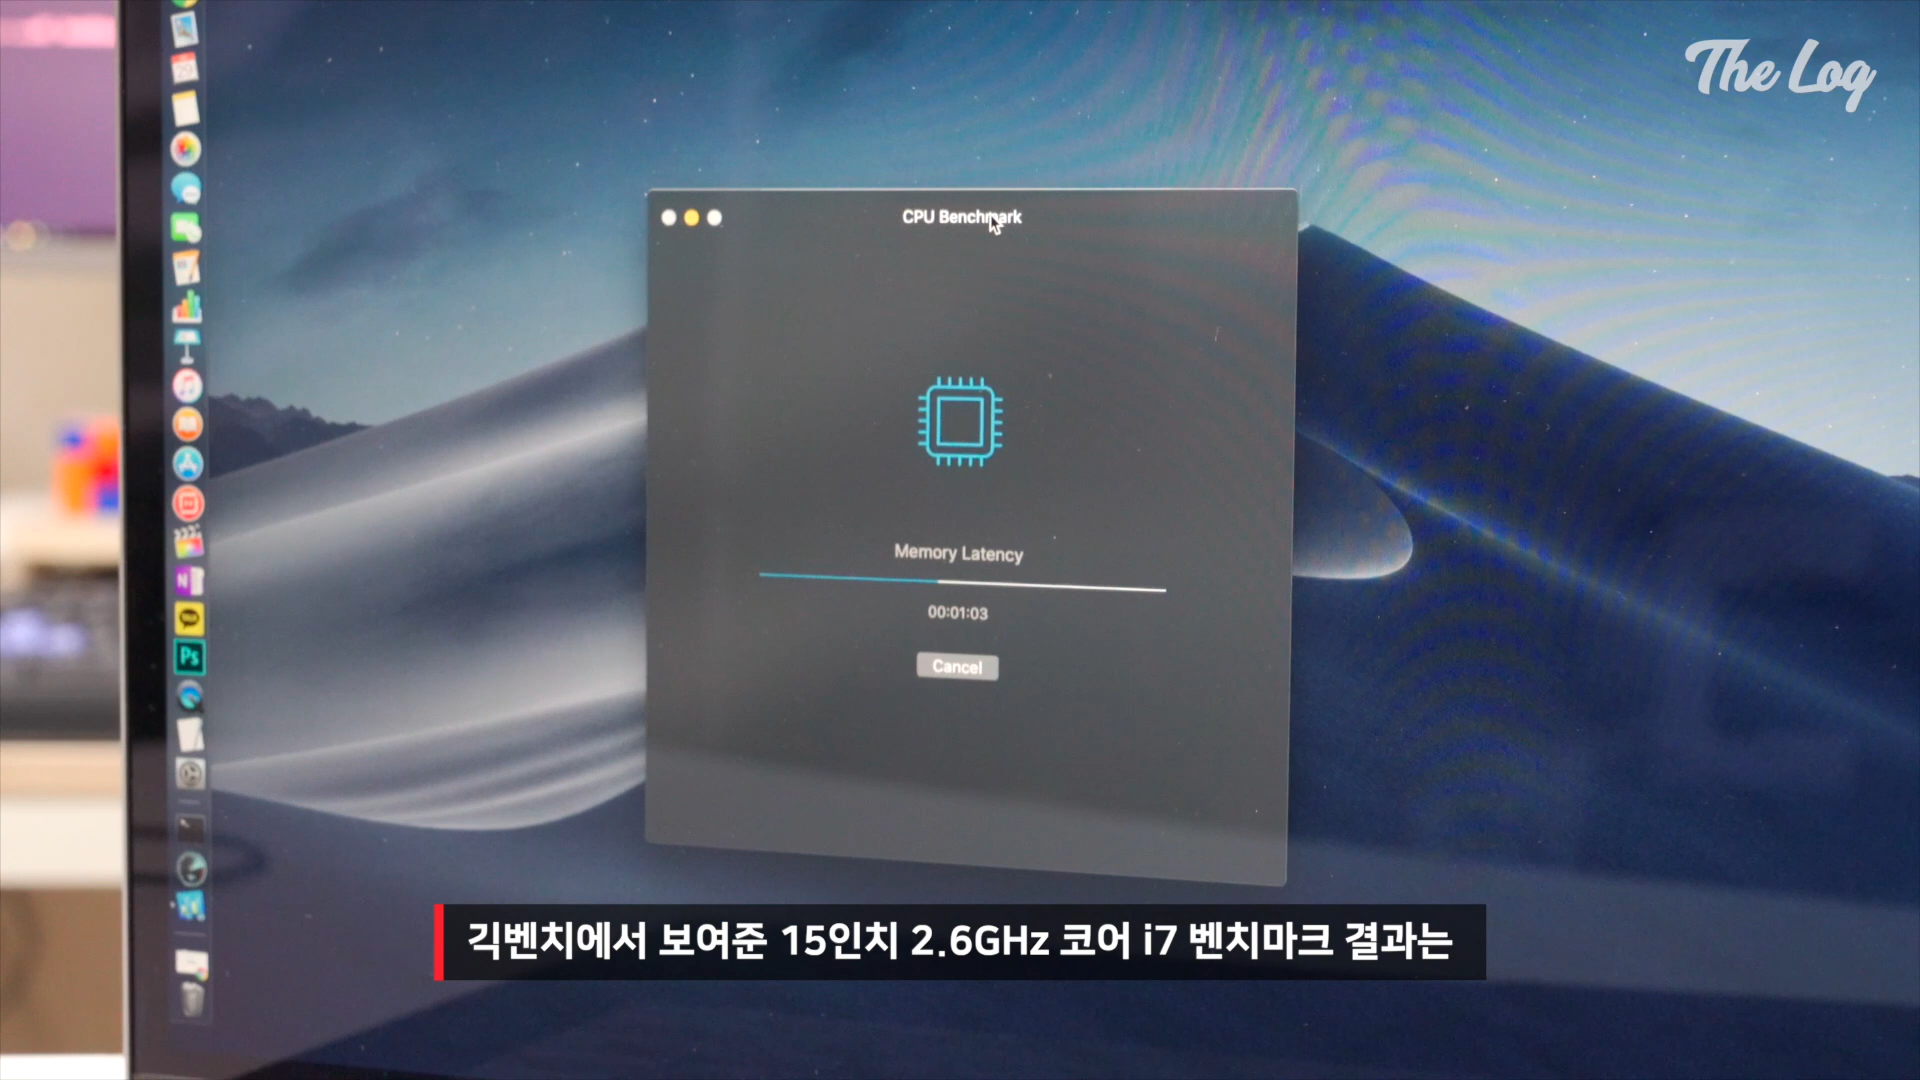 The Log
CPU Benchmark
Memory Latency
00:01:03
Cancel
N
Ps
긱벤치에서 보여준 15인치 2.6GHz 코어 i7 벤치마크 결과는